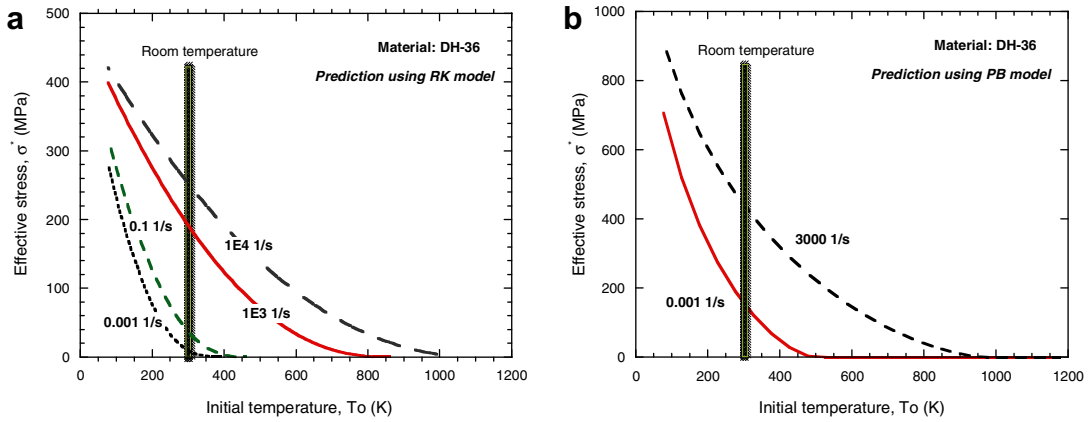 a
500
400
300
200
100
0
Effective stress, σ* (MPa)
Room temperature
Material: DH-36
Prediction using RK model
0.1 1/s
0.001 1/s
1E4 1/s
1E3 1/s
0 200 400 600 800 1000 1200
Initial temperature, To (K)
b
1000
800
600
400
200
0
Effective stress, σ* (MPa)
Room temperature
Material: DH-36
Prediction using PB model
3000 1/s
0.001 1/s
0 200 400 600 800 1000 1200
Initial temperature, To (K)